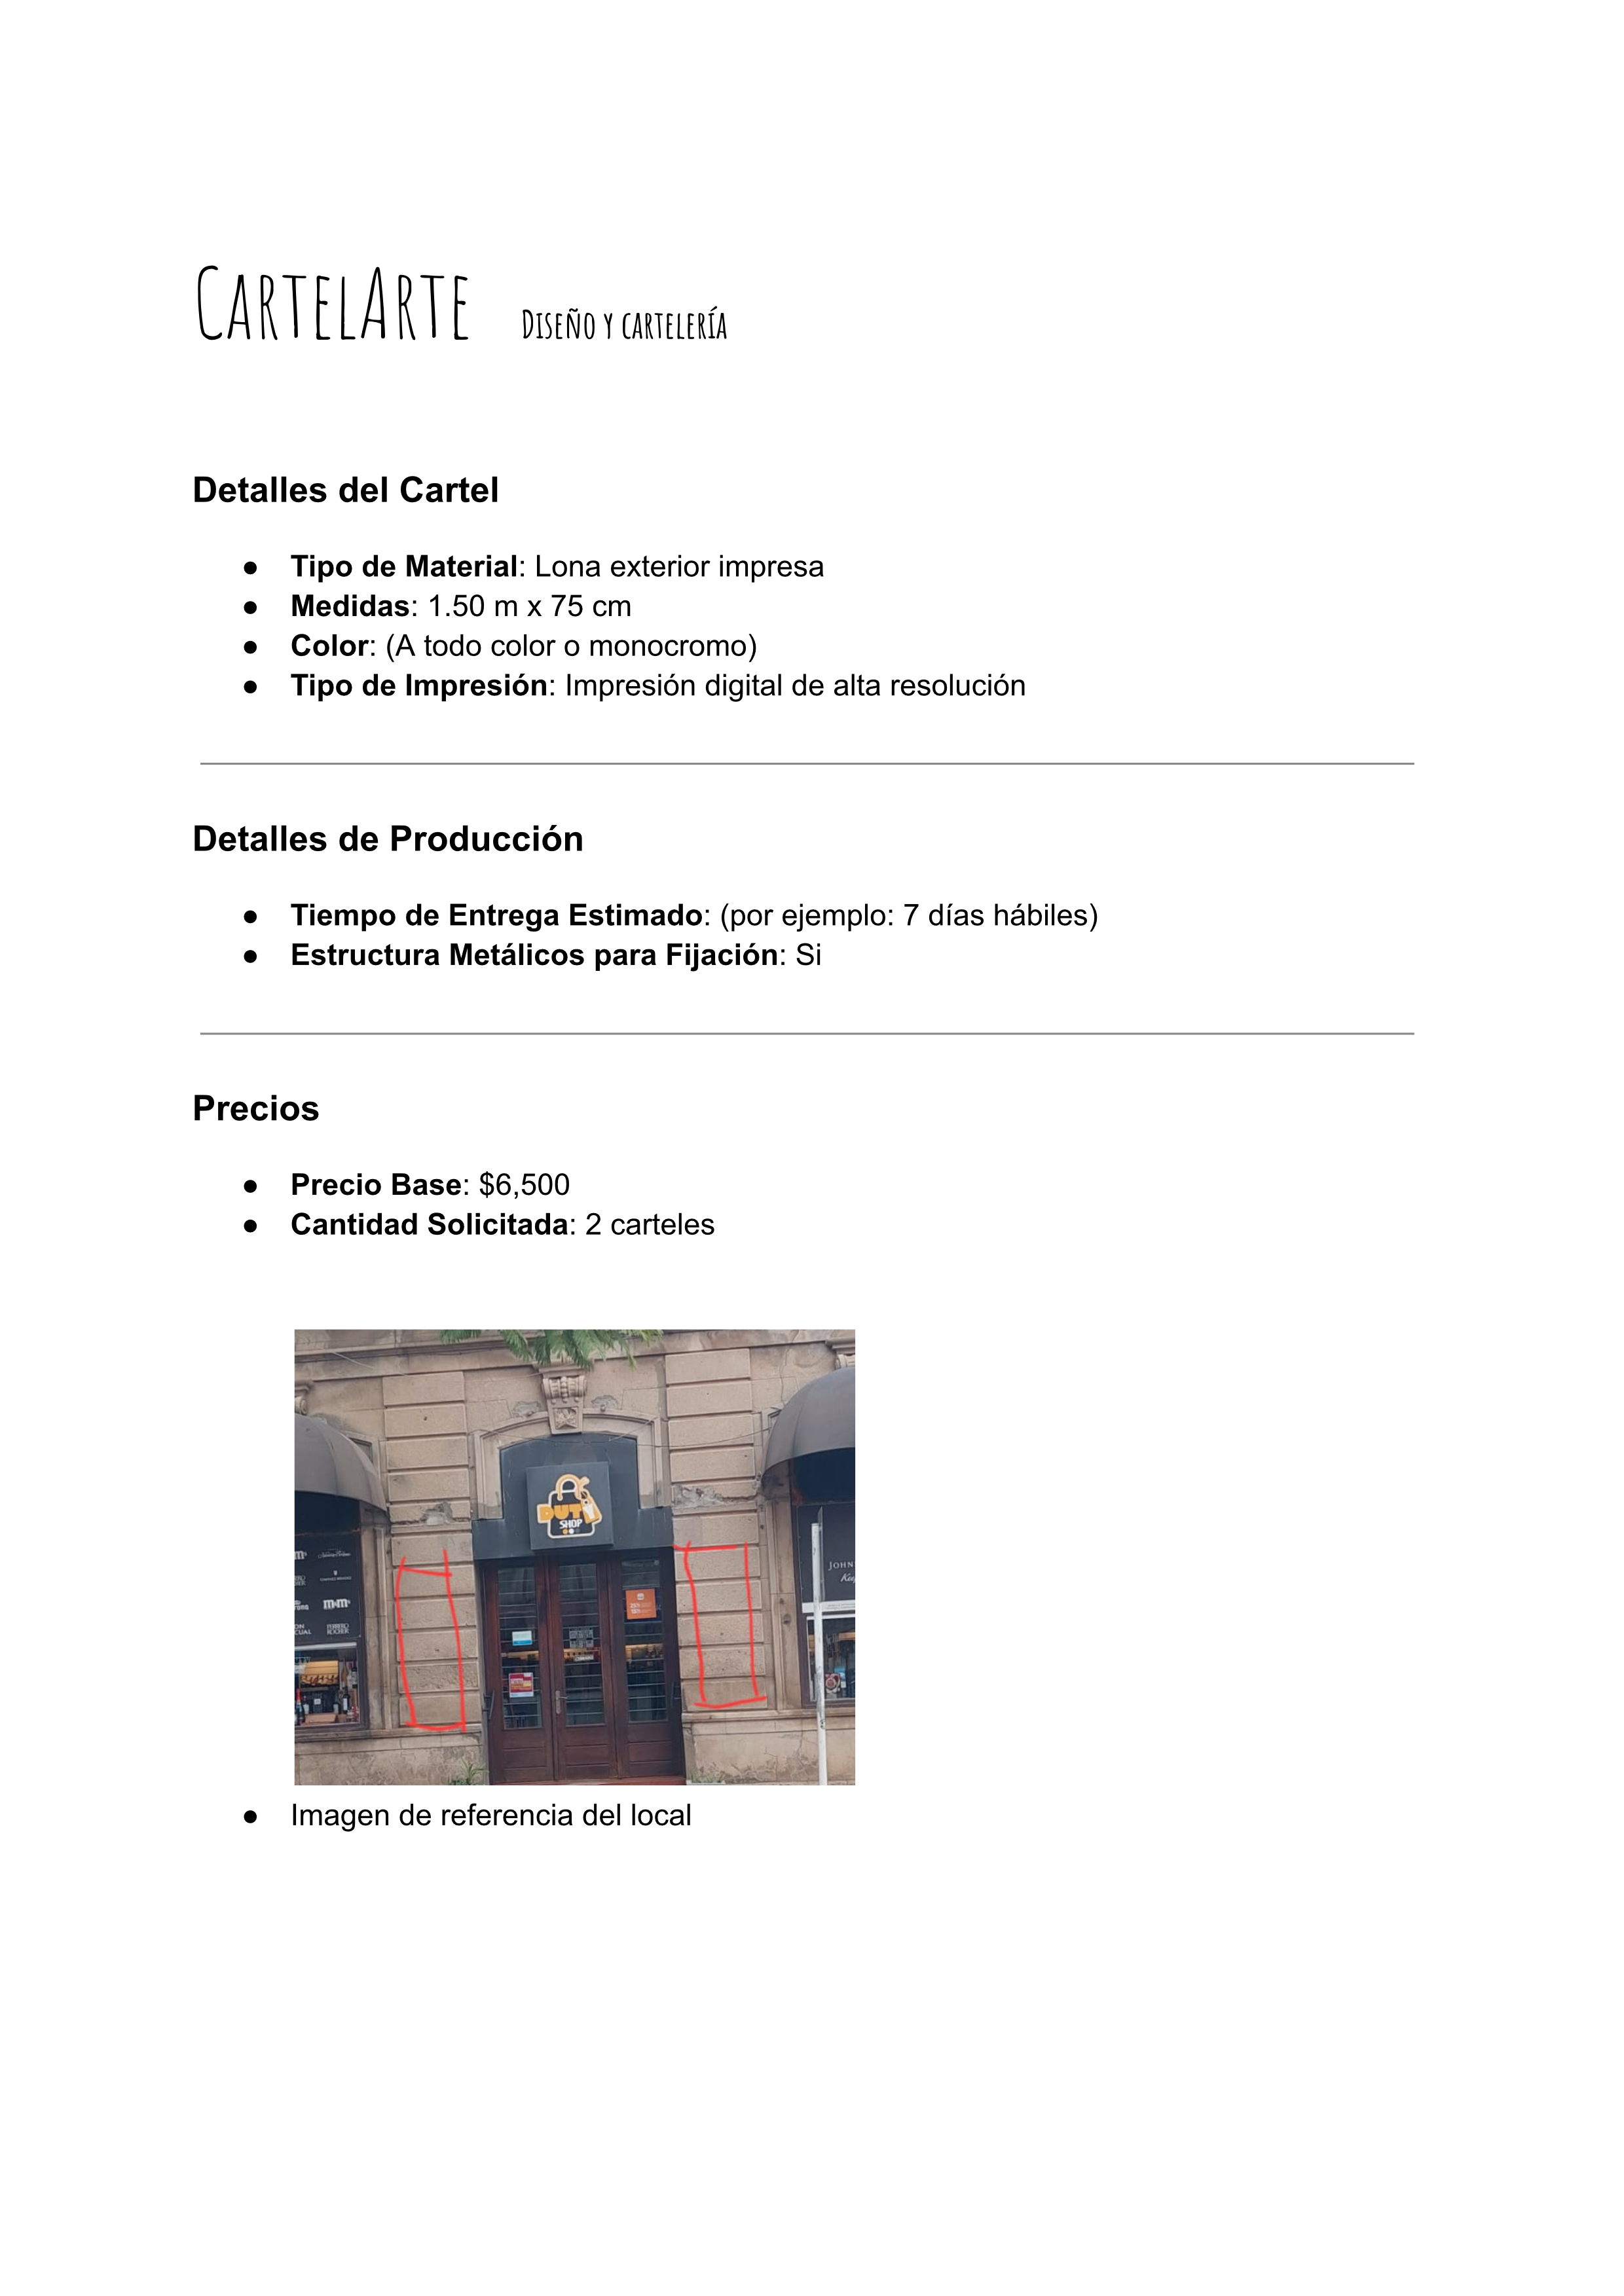 CARTELARTE DISEÑO Y CARTELERÍA
Detalles del Cartel
● Tipo de Material: Lona exterior impresa
● Medidas: 1.50 m x 75 cm
● Color: (A todo color o monocromo)
● Tipo de Impresión: Impresión digital de alta resolución
Detalles de Producción
● Tiempo de Entrega Estimado: (por ejemplo: 7 días hábiles)
● Estructura Metálicos para Fijación: Si
Precios
● Precio Base: $6,500
● Cantidad Solicitada: 2 carteles
DUTY
SHOP
JOHN
m&m's
● Imagen de referencia del local